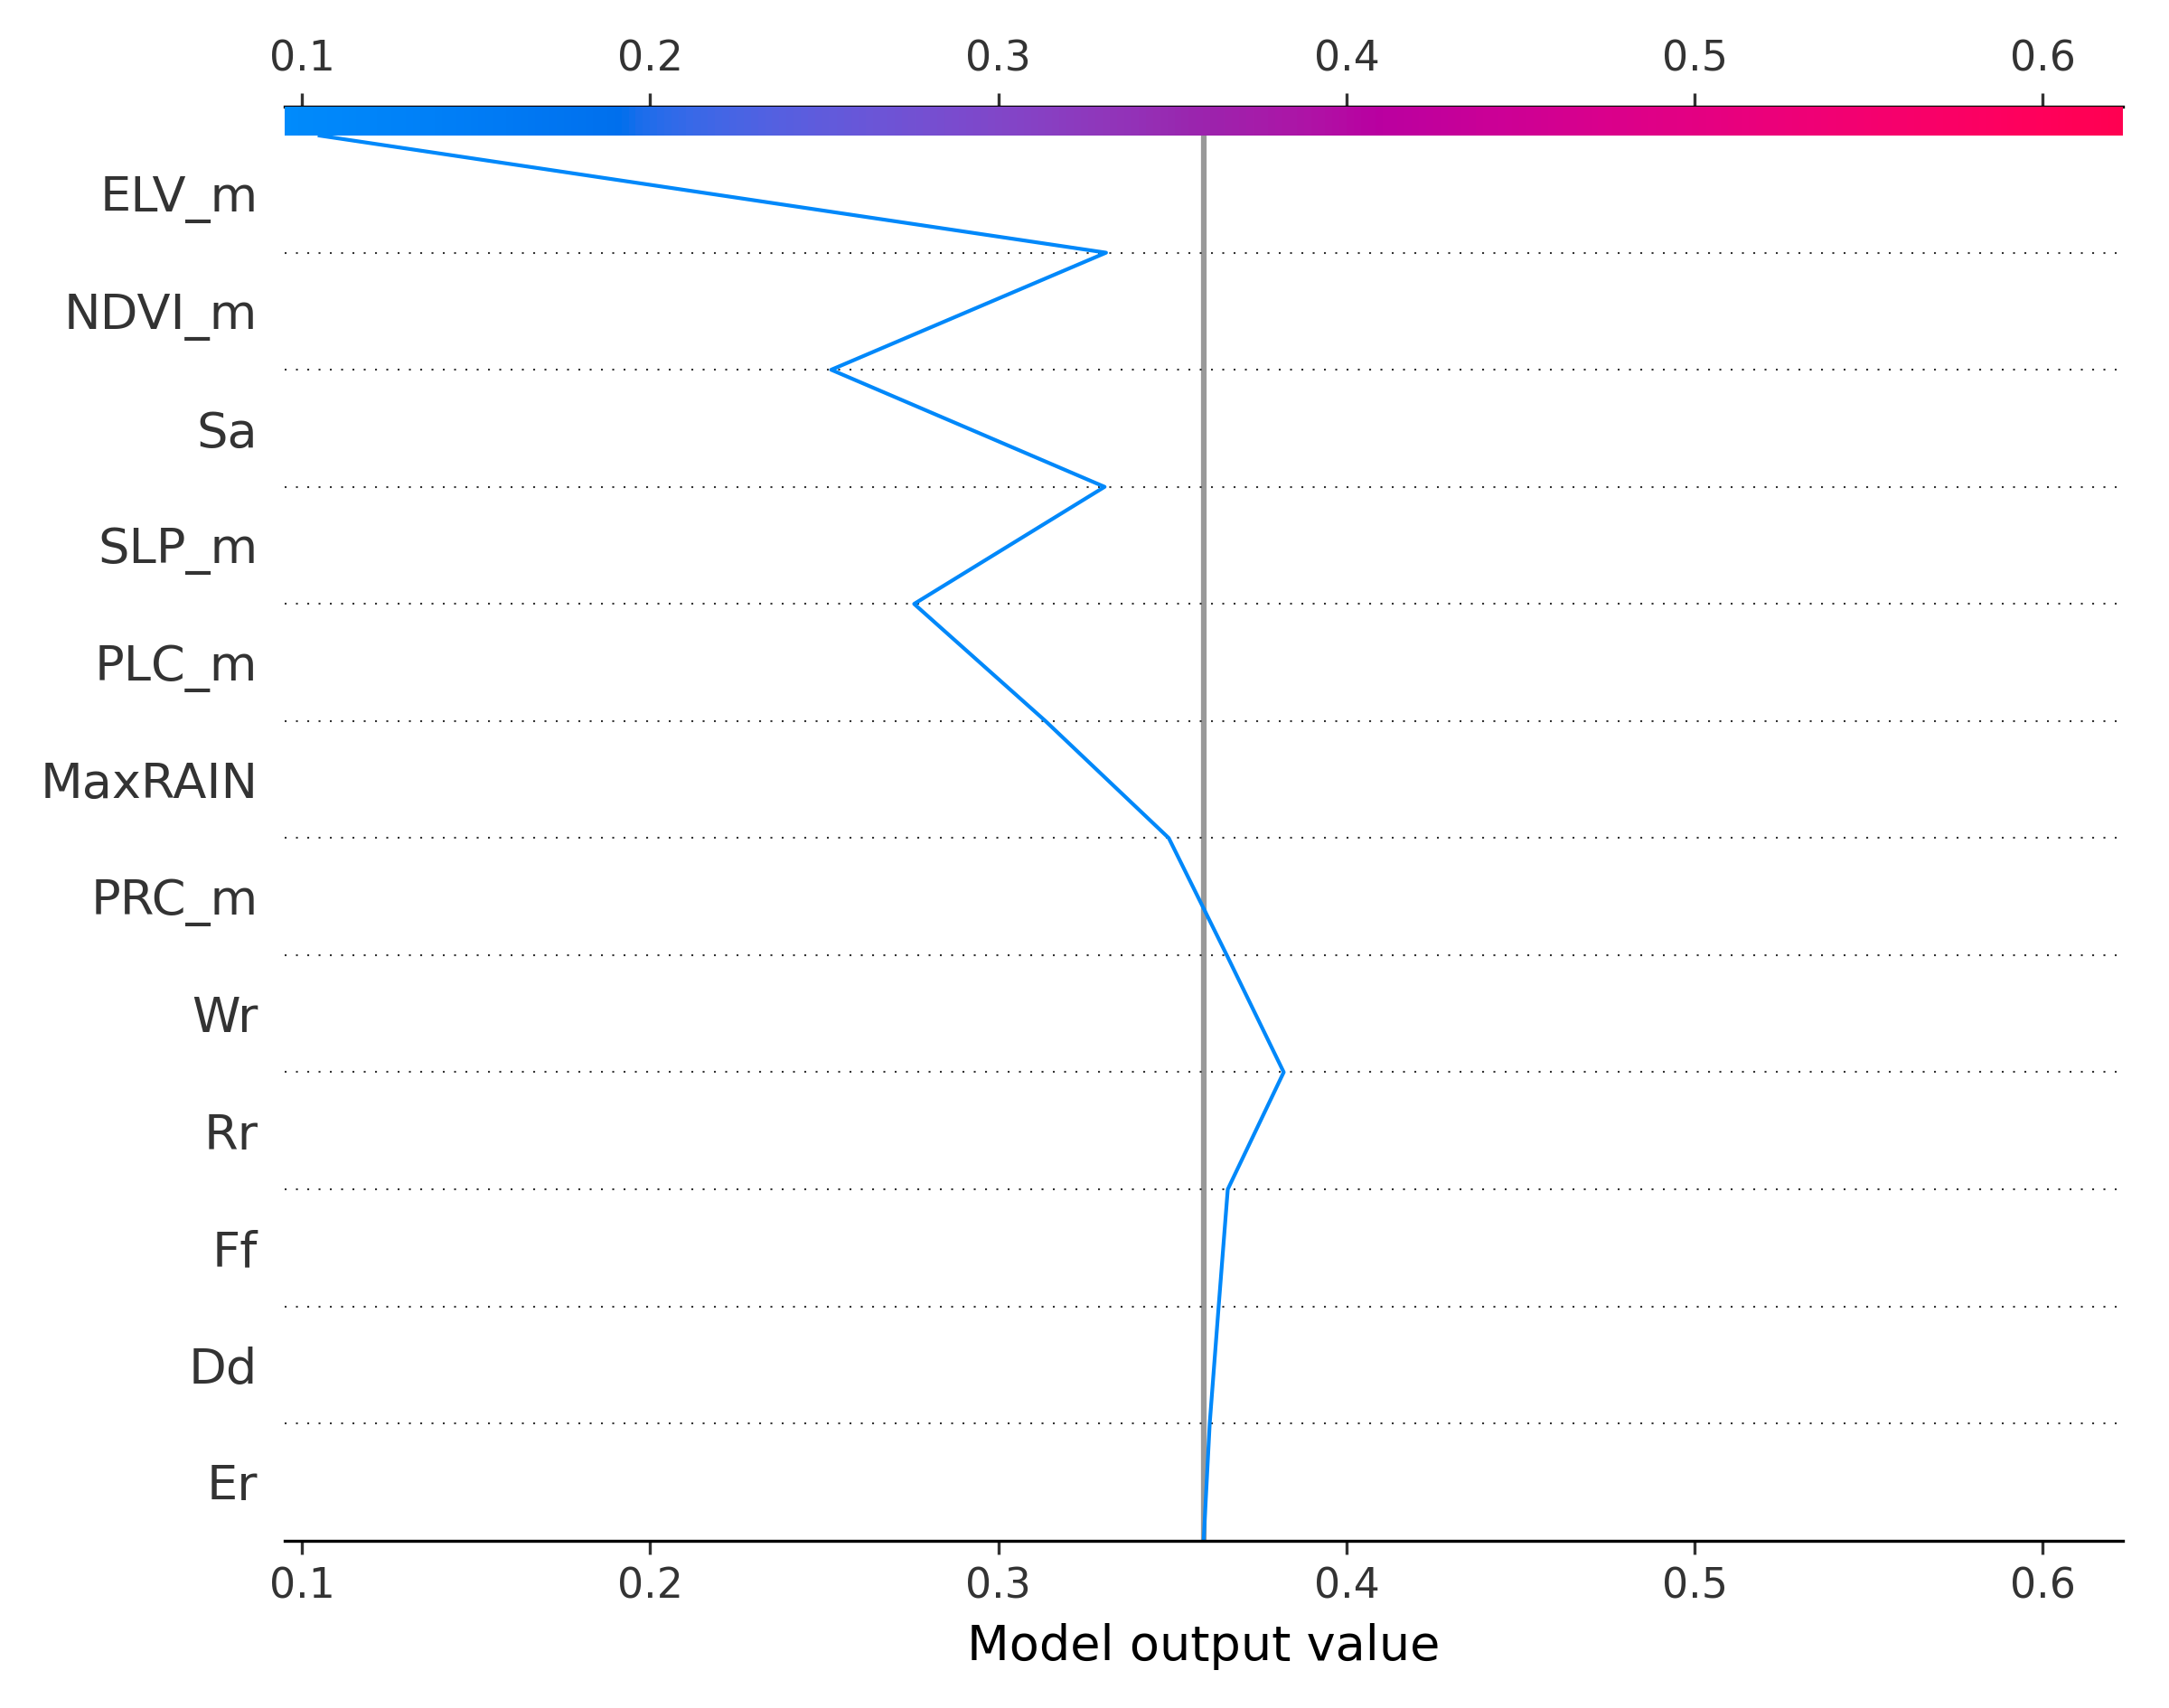 0.1 0.2 0.3 0.4 0.5 0.6
ELV_m
NDVI_m
Sa
SLP_m
PLC_m
MaxRAIN
PRC_m
Wr
Rr
Ff
Dd
Er
0.1 0.2 0.3 0.4 0.5 0.6
Model output value